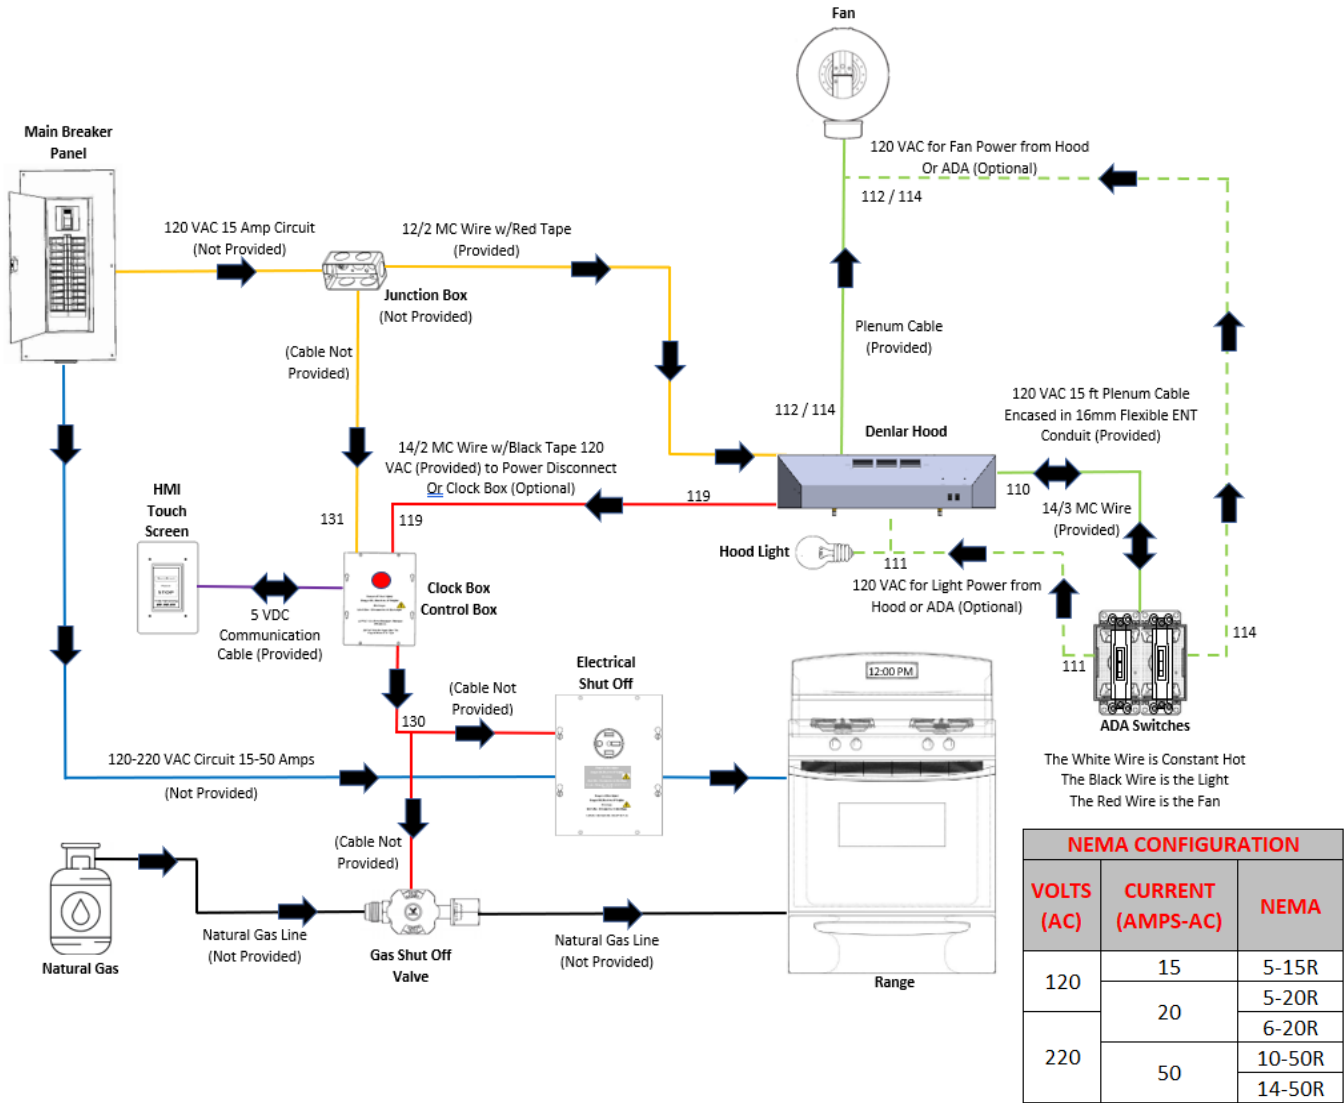 Fan
Main Breaker
Panel
120 VAC for Fan Power from Hood
Or ADA (Optional)
112 / 114
120 VAC 15 Amp Circuit
(Not Provided)
12/2 MC Wire w/Red Tape
(Provided)
Junction Box
(Not Provided)
(Cable Not
Provided)
Plenum Cable
(Provided)
112 / 114
120 VAC 15 ft Plenum Cable
Encased in 16mm Flexible ENT
Conduit (Provided)
Denlar Hood
14/2 MC Wire w/Black Tape 120
VAC (Provided) to Power Disconnect
Or Clock Box (Optional)
HMI
Touch
Screen
STOP
131
119
119
110
14/3 MC Wire
(Provided)
Hood Light
111
120 VAC for Light Power from
Hood or ADA (Optional)
Clock Box
Control Box
5 VDC
Communication
Cable (Provided)
111
114
ADA Switches
Electrical
Shut Off
(Cable Not
Provided)
130
12:00 PM
The White Wire is Constant Hot
The Black Wire is the Light
The Red Wire is the Fan
120-220 VAC Circuit 15-50 Amps
(Not Provided)
(Cable Not
Provided)
Natural Gas
Natural Gas Line
(Not Provided)
Gas Shut Off
Valve
Natural Gas Line
(Not Provided)
Range
NEMA CONFIGURATION
VOLTS
(AC)
CURRENT
(AMPS-AC)
NEMA
120
15
5-15R
20
5-20R
220
6-20R
50
10-50R
14-50R